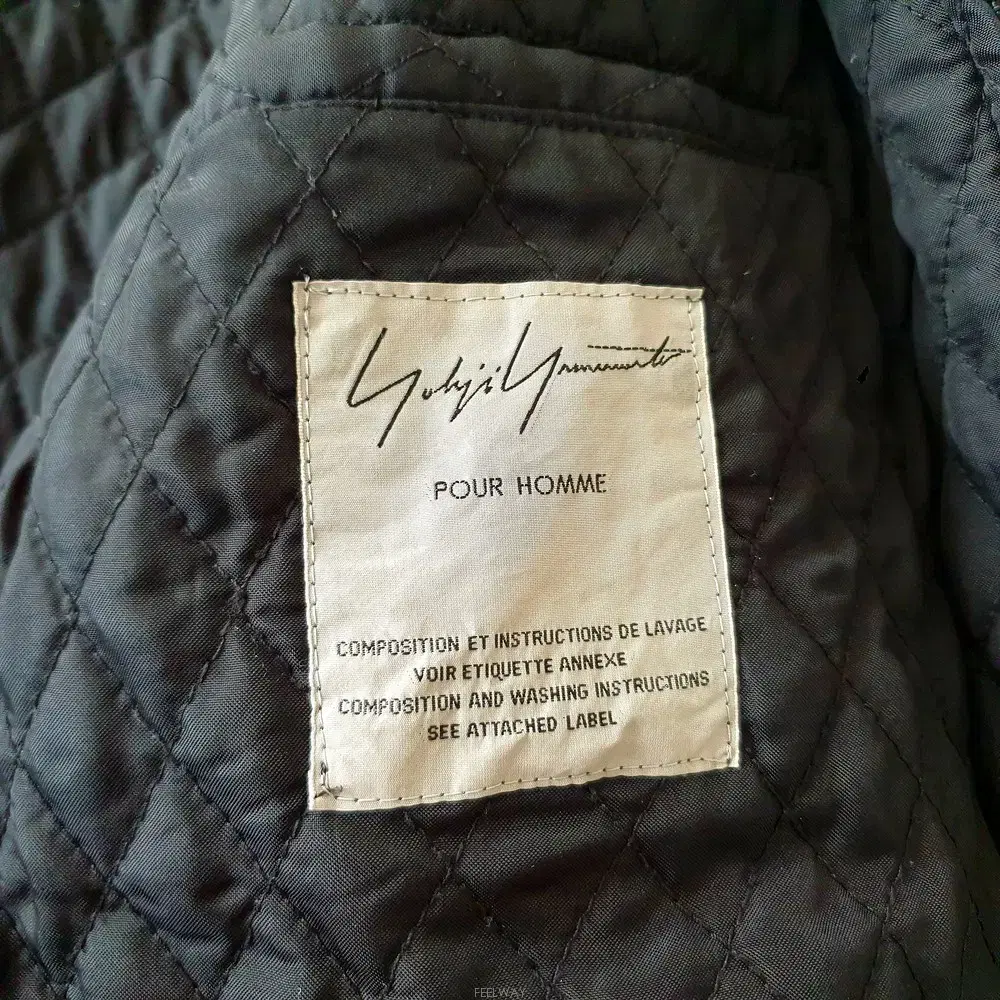 Yohji Yamamoto
POUR HOMME
COMPOSITION ET INSTRUCTIONS DE LAVAGE
VOIR ETIQUETTE ANNEXE
COMPOSITION AND WASHING INSTRUCTIONS
SEE ATTACHED LABEL
FEELWAY